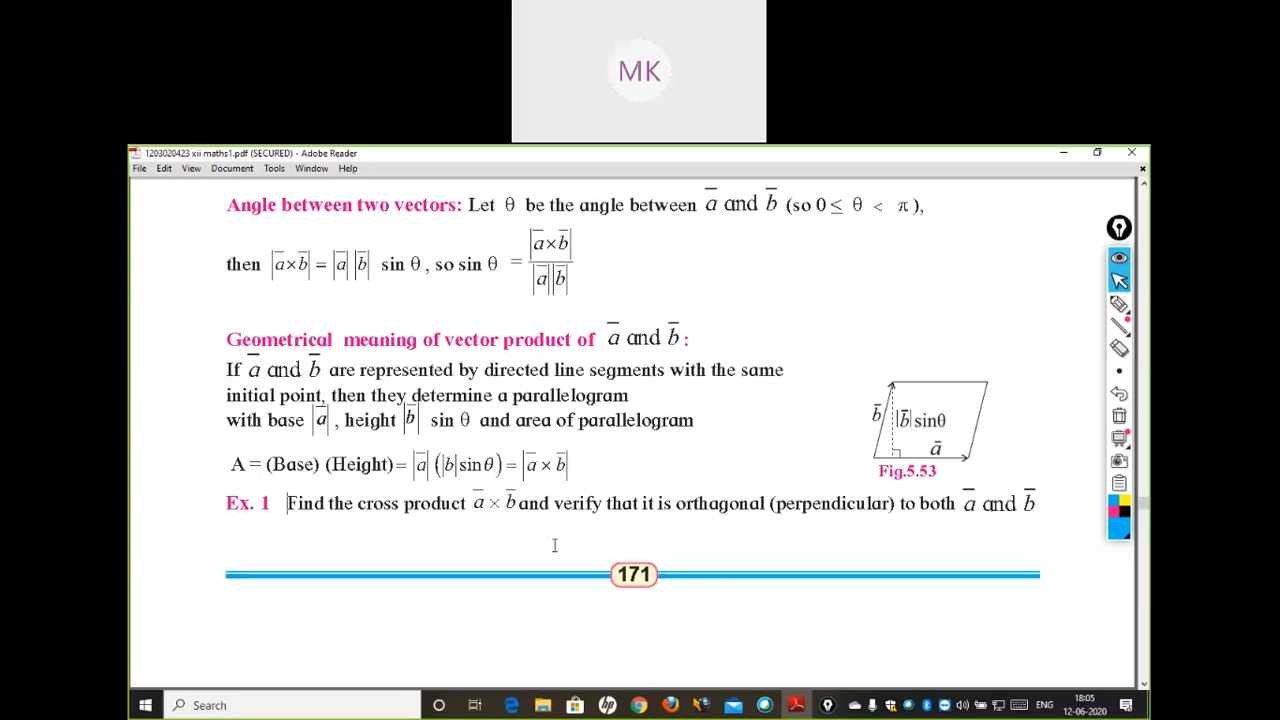 MK
1203020423 xii maths1.pdf (SECURED) - Adobe Reader
File Edit View Document Tools Window Help
Angle between two vectors: Let θ be the angle between a̅ and b̅ (so 0 ≤ θ < π),
then |a̅×b̅| = |a̅| |b̅| sin θ, so sin θ = |a̅×b̅| / |a̅||b̅|
Geometrical meaning of vector product of a̅ and b̅ :
If a̅ and b̅ are represented by directed line segments with the same
initial point, then they determine a parallelogram
with base |a̅|, height |b̅| sin θ and area of parallelogram
A = (Base) (Height) = |a̅| (|b| sin θ) = |a̅ × b̅|
b̅ |b̅|sinθ
a̅
Fig.5.53
Ex. 1 Find the cross product a̅ × b̅ and verify that it is orthagonal (perpendicular) to both a̅ and b̅
171
Search
ENG
18:05
12-06-2020